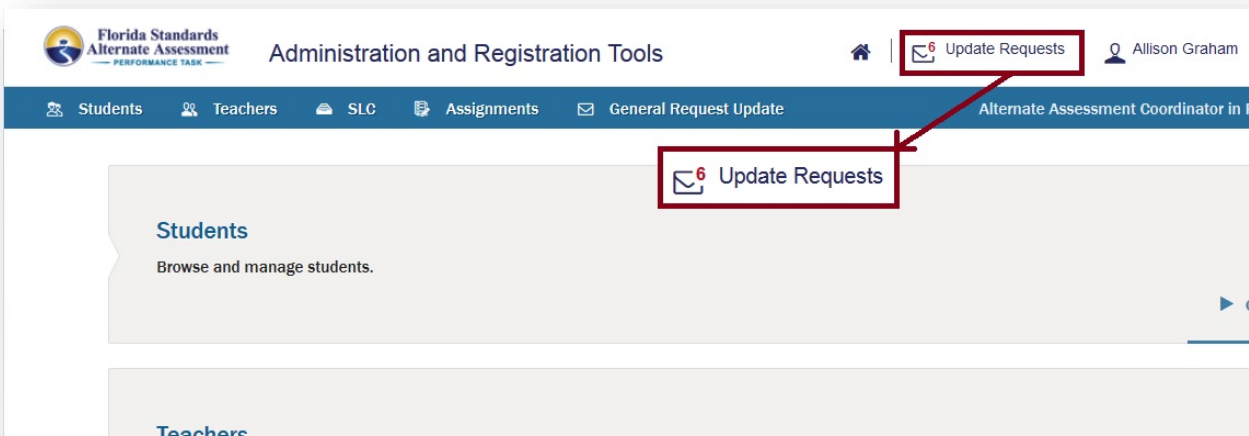 Florida Standards
Alternate Assessment
PERFORMANCE TASK
Administration and Registration Tools
6 Update Requests
Allison Graham
Students
Teachers
SLC
Assignments
General Request Update
Alternate Assessment Coordinator in
6 Update Requests
Students
Browse and manage students.
Teachers